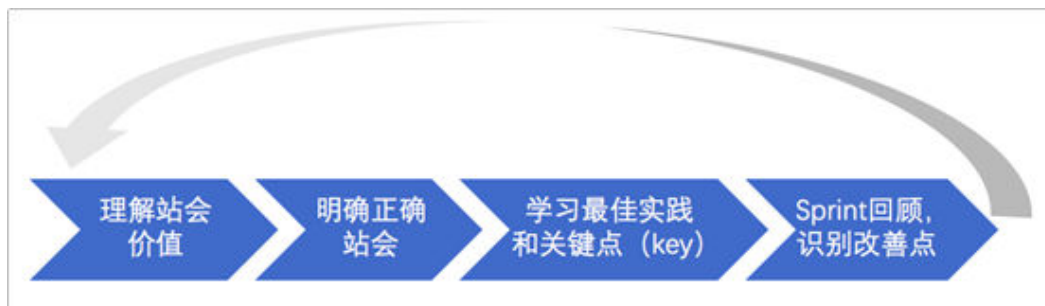 理解站会
价值
明确正确
站会
学习最佳实践
和关键点（key）
Sprint回顾，
识别改善点